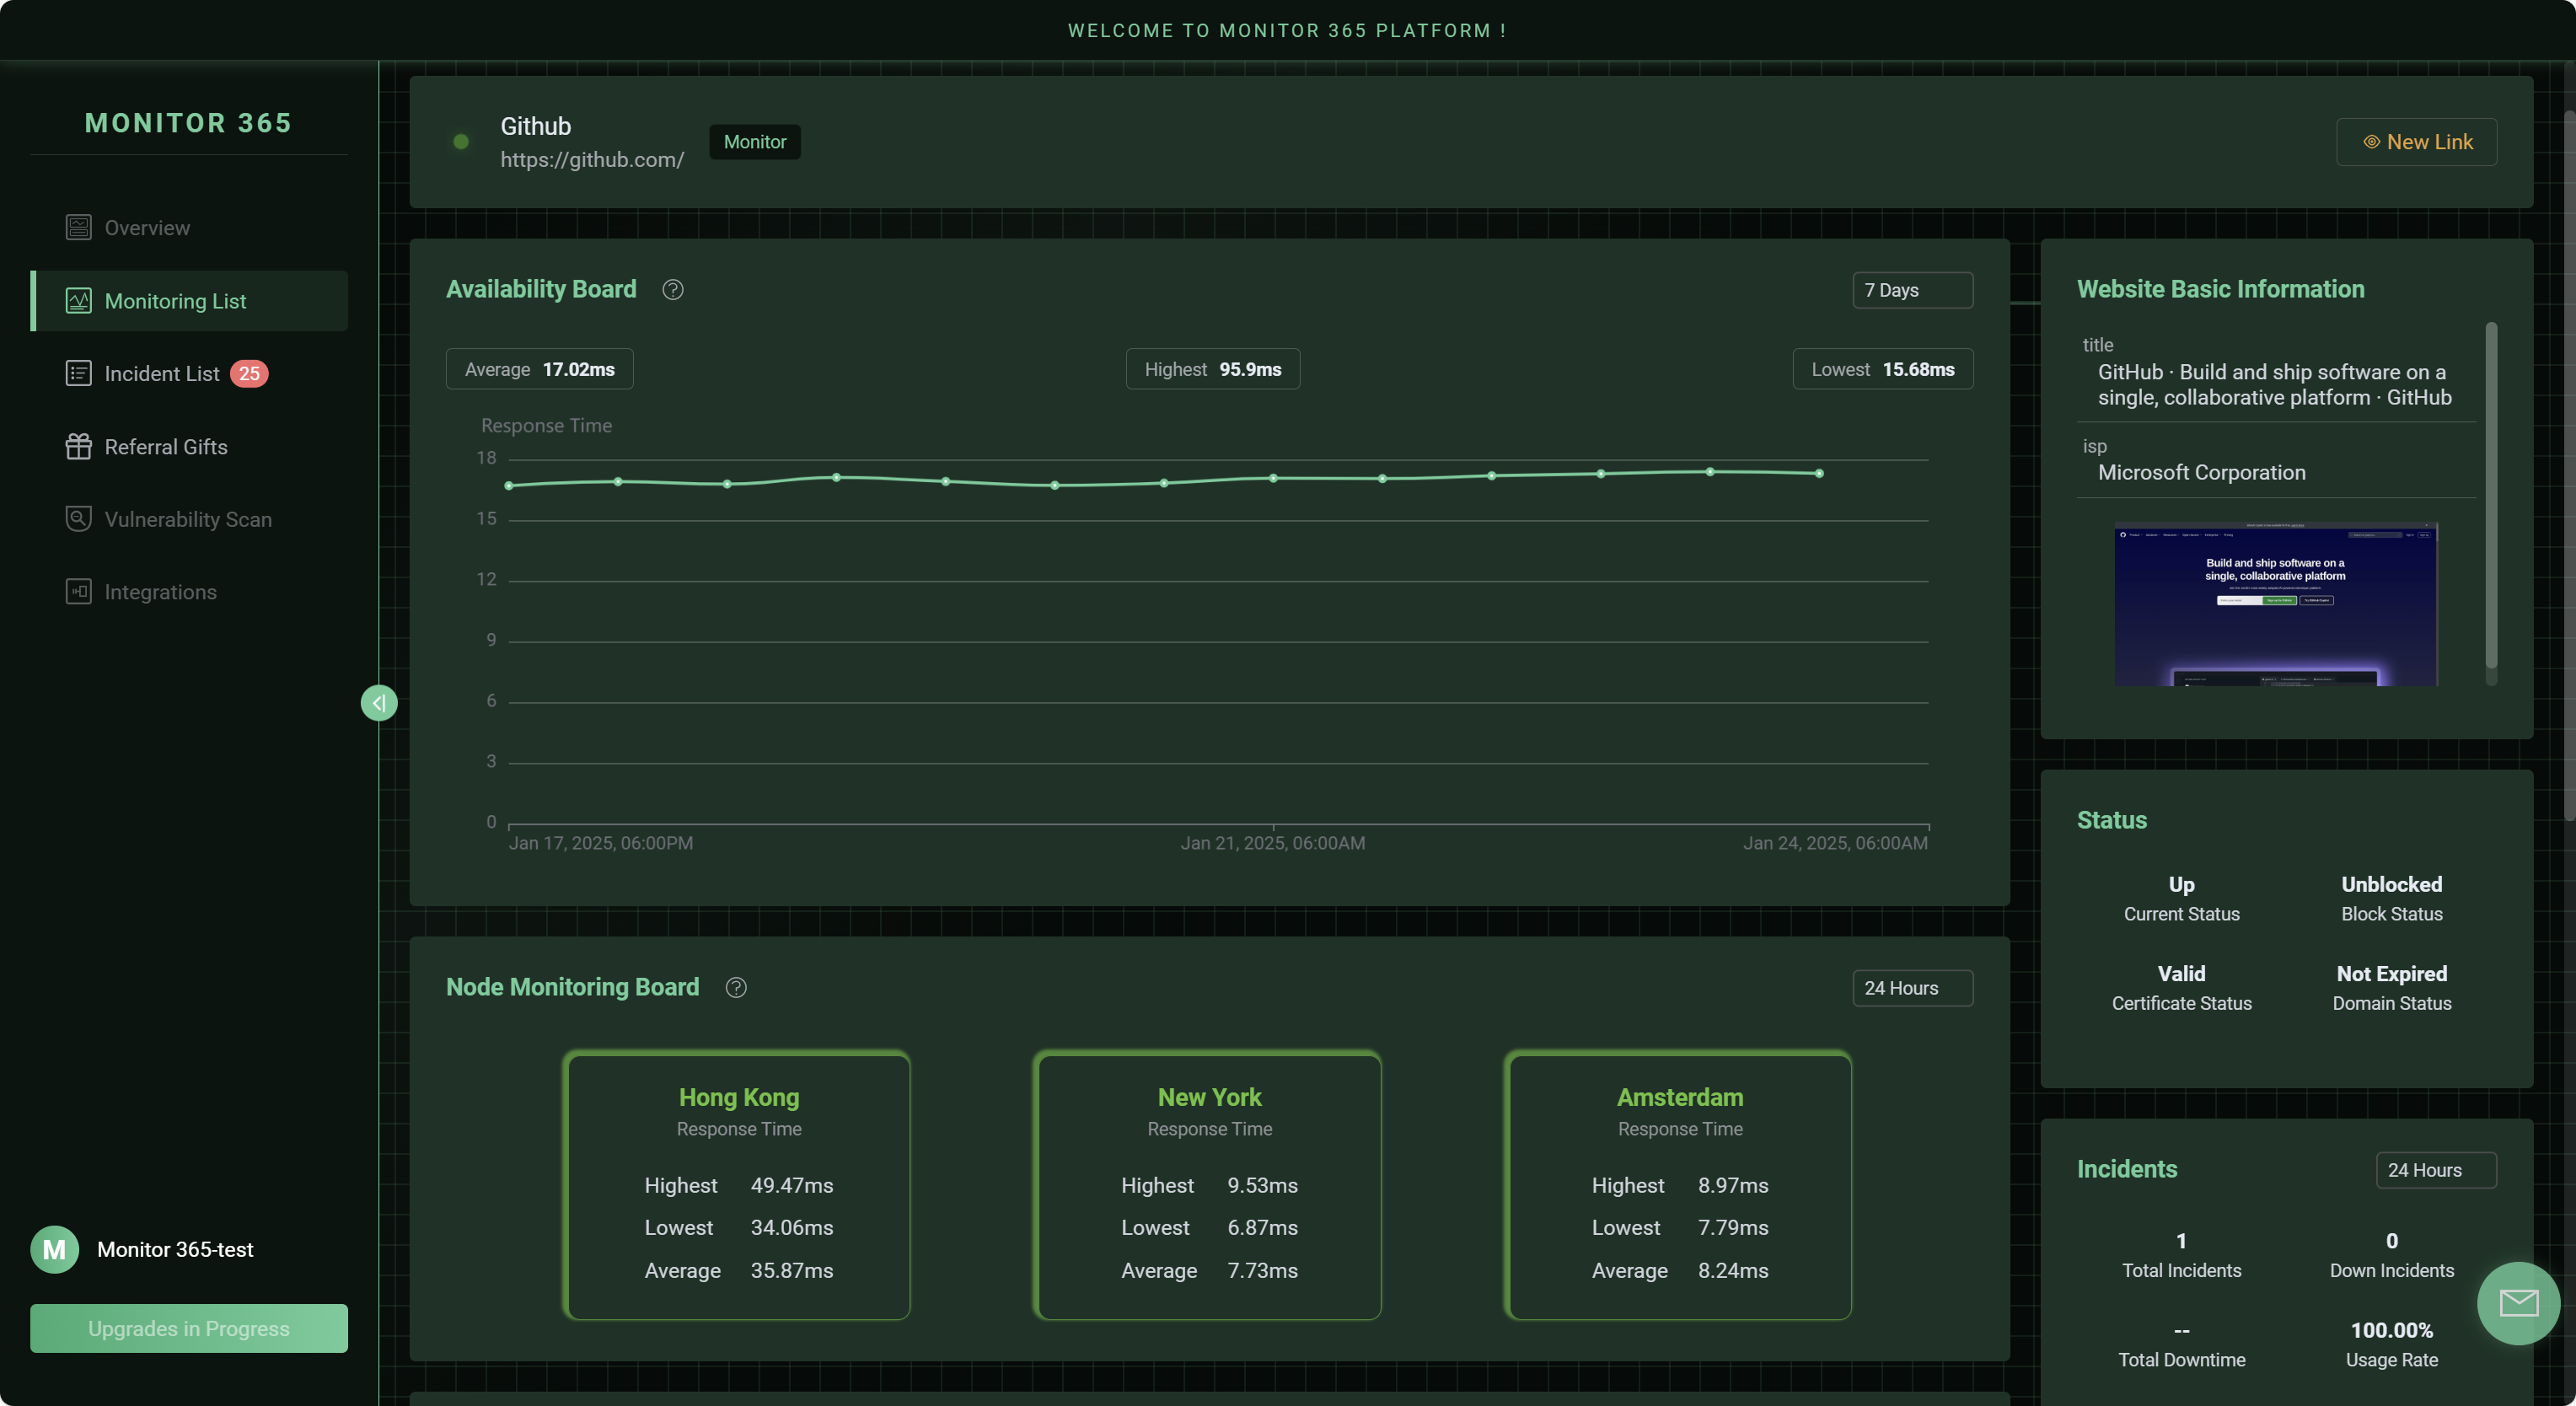 WELCOME TO MONITOR 365 PLATFORM !
MONITOR 365
Overview
Monitoring List
Incident List 25
Referral Gifts
Vulnerability Scan
Integrations
M Monitor 365-test
Upgrades in Progress
Github
https://github.com/
Monitor
New Link
Availability Board
7 Days
Average 17.02ms
Highest 95.9ms
Lowest 15.68ms
Response Time
18
15
12
9
6
3
0
Jan 17, 2025, 06:00PM
Jan 21, 2025, 06:00AM
Jan 24, 2025, 06:00AM
Node Monitoring Board
24 Hours
Hong Kong
Response Time
Highest 49.47ms
Lowest 34.06ms
Average 35.87ms
New York
Response Time
Highest 9.53ms
Lowest 6.87ms
Average 7.73ms
Amsterdam
Response Time
Highest 8.97ms
Lowest 7.79ms
Average 8.24ms
Website Basic Information
title
GitHub · Build and ship software on a
single, collaborative platform · GitHub
isp
Microsoft Corporation
Build and ship software on a
single, collaborative platform
Status
Up
Current Status
Unblocked
Block Status
Valid
Certificate Status
Not Expired
Domain Status
Incidents
24 Hours
1
Total Incidents
0
Down Incidents
--
Total Downtime
100.00%
Usage Rate